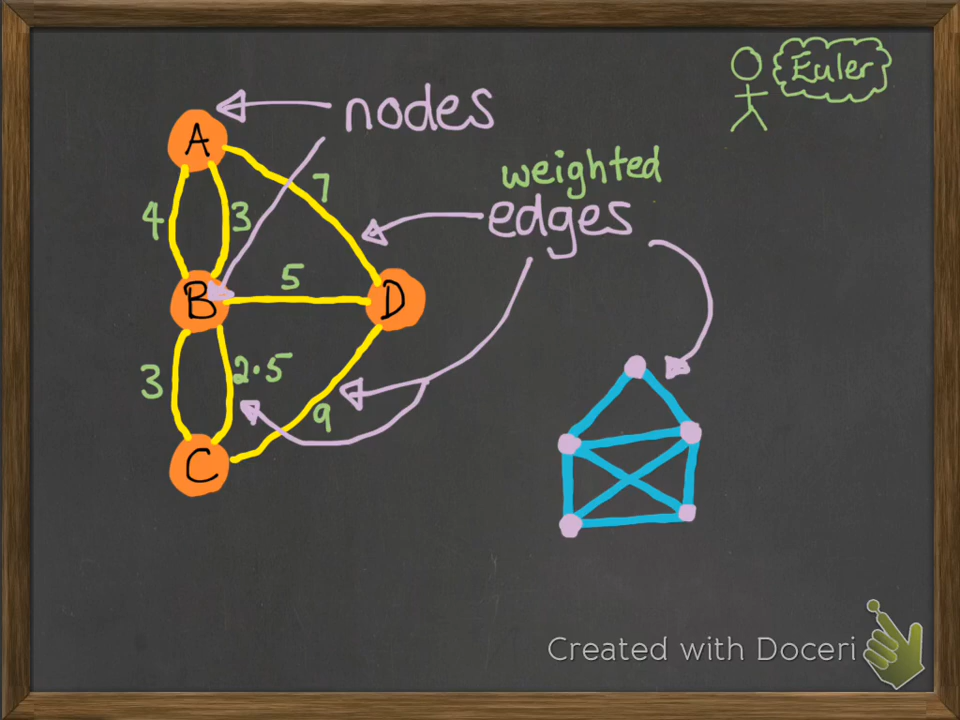 Euler
nodes
A
weighted
edges
7
4
3
5
B
D
3
2·5
9
C
Created with Doceri